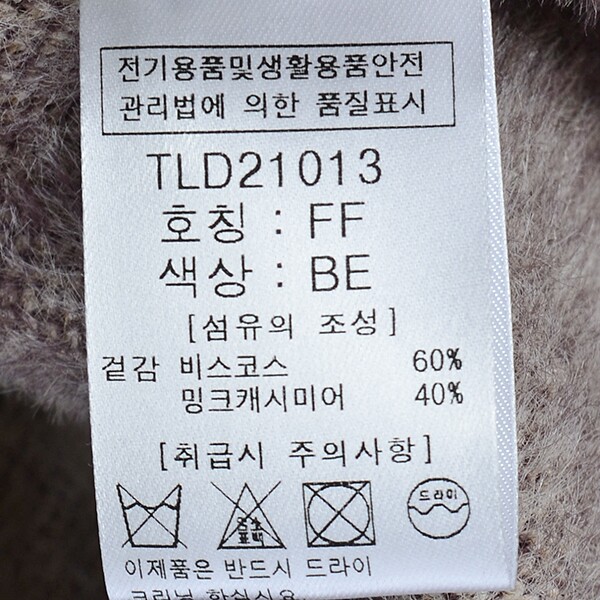 전기용품및생활용품안전
관리법에 의한 품질표시
TLD21013
호칭 : FF
색상 : BE
[섬유의 조성]
겉감 비스코스 60%
밍크캐시미어 40%
[취급시 주의사항]
드라이
표백
이제품은 반드시 드라이